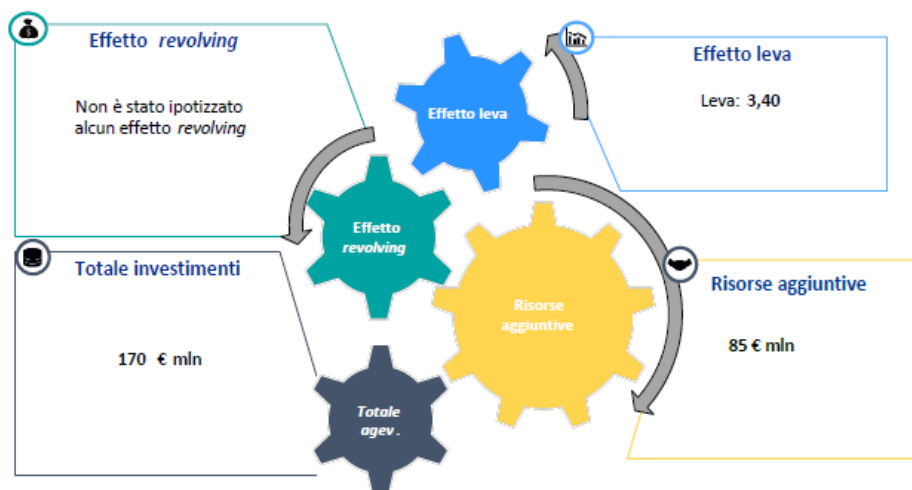 Effetto revolving
Non è stato ipotizzato
alcun effetto revolving
Effetto leva
Effetto leva
Leva: 3,40
Effetto
revolving
Totale investimenti
170 € mln
Risorse
aggiuntive
Risorse aggiuntive
85 € mln
Totale
agev .